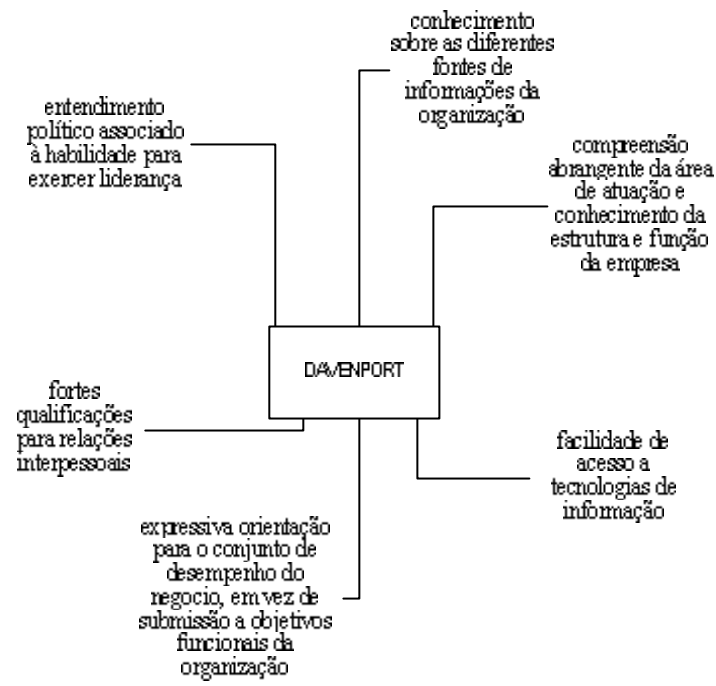 conhecimento
sobre as diferentes
fontes de
informações da
organização
entendimento
político associado
à habilidade para
exercer liderança
compreensão
abrangente da área
de atuação e
conhecimento da
estrutura e função
da empresa
DAVENPORT
fortes
qualificações
para relações
interpessoais
facilidade de
acesso a
tecnologias de
informação
expressiva orientação
para o conjunto de
desempenho do
negocio, em vez de
submissão a objetivos
funcionais da
organização